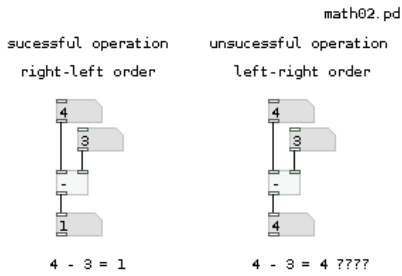 math02.pd
sucessful operation
right-left order
4
3
-
1
4 - 3 = 1
unsucessful operation
left-right order
4
3
-
4
4 - 3 = 4 ????